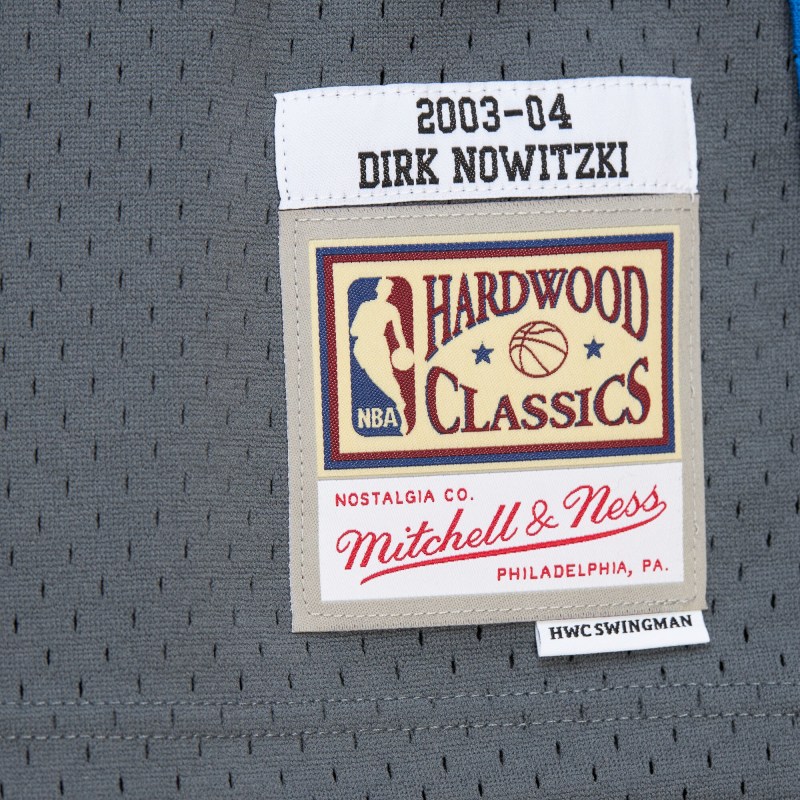 2003-04
DIRK NOWITZKI
HARDWOOD
NBA
CLASSICS
NOSTALGIA CO.
Mitchell & Ness
PHILADELPHIA, PA.
HWC SWINGMAN